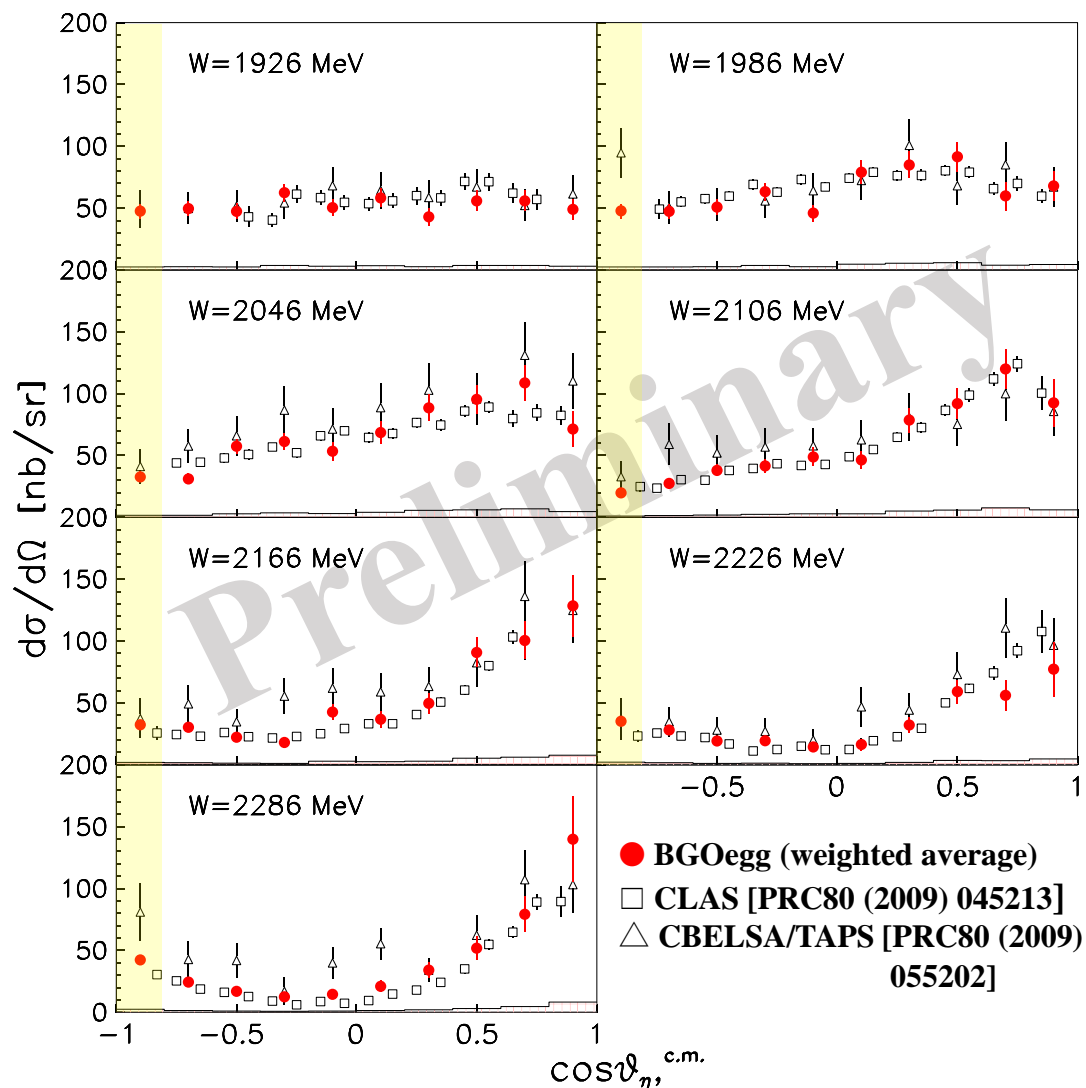 200
150
100
50
W=1926 MeV
W=1986 MeV
200
150
100
50
W=2046 MeV
W=2106 MeV
200
150
100
50
W=2166 MeV
W=2226 MeV
200
150
100
50
0
W=2286 MeV
−0.5 0 0.5 1
−1 −0.5 0 0.5 1
dσ/dΩ [nb/sr]
cosϑη' c.m.
BGOegg (weighted average)
CLAS [PRC80 (2009) 045213]
CBELSA/TAPS [PRC80 (2009)
055202]
Preliminary